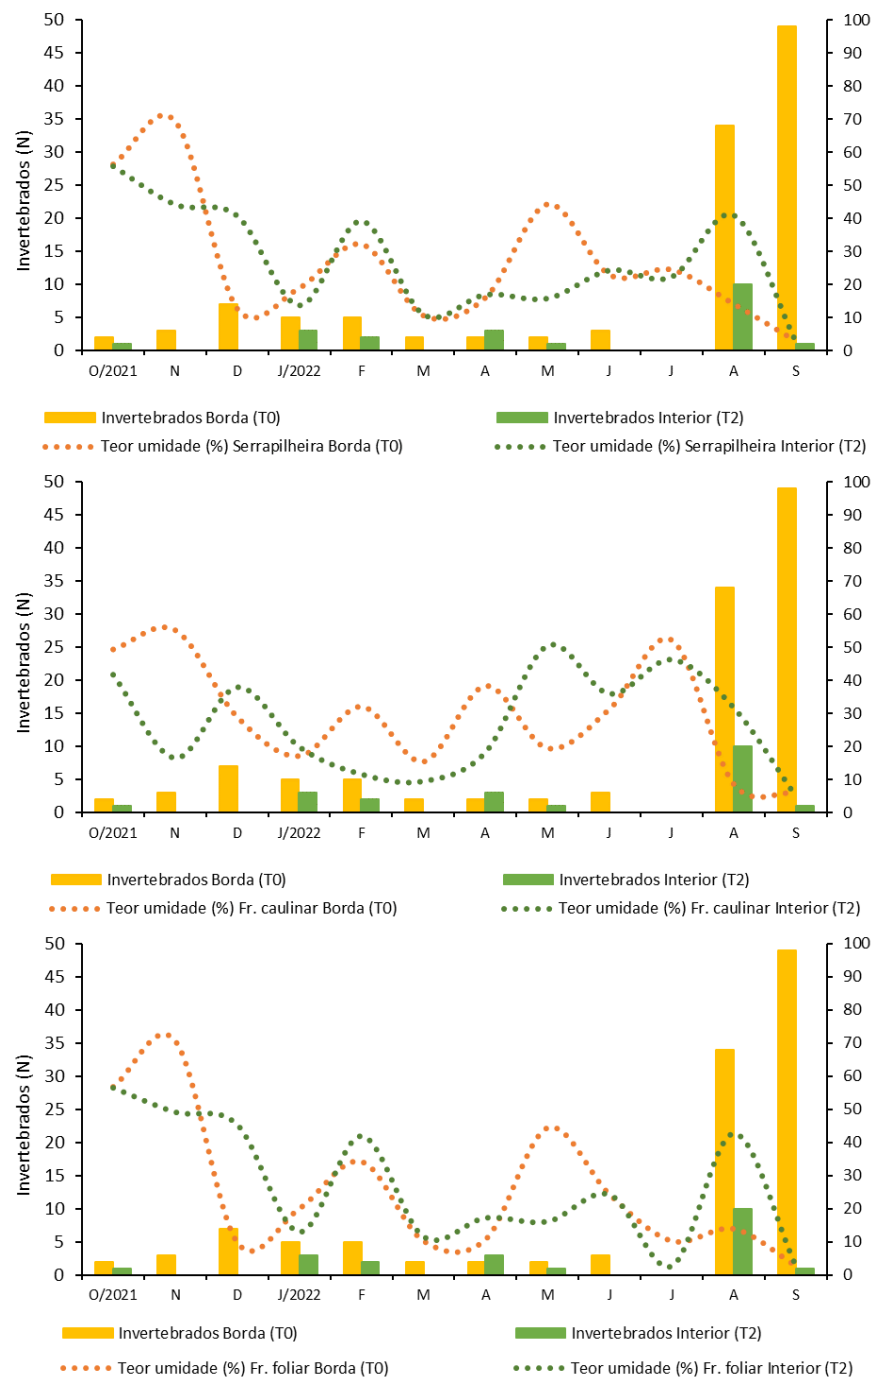 50 100
45 90
40 80
35 70
30 60
25 50
20 40
15 30
10 20
5 10
0 0
Invertebrados (N)
O/2021 N D J/2022 F M A M J J A S
Invertebrados Borda (T0) Invertebrados Interior (T2)
Teor umidade (%) Serrapilheira Borda (T0) Teor umidade (%) Serrapilheira Interior (T2)
50 100
45 90
40 80
35 70
30 60
25 50
20 40
15 30
10 20
5 10
0 0
Invertebrados (N)
O/2021 N D J/2022 F M A M J J A S
Invertebrados Borda (T0) Invertebrados Interior (T2)
Teor umidade (%) Fr. caulinar Borda (T0) Teor umidade (%) Fr. caulinar Interior (T2)
50 100
45 90
40 80
35 70
30 60
25 50
20 40
15 30
10 20
5 10
0 0
Invertebrados (N)
O/2021 N D J/2022 F M A M J J A S
Invertebrados Borda (T0) Invertebrados Interior (T2)
Teor umidade (%) Fr. foliar Borda (T0) Teor umidade (%) Fr. foliar Interior (T2)